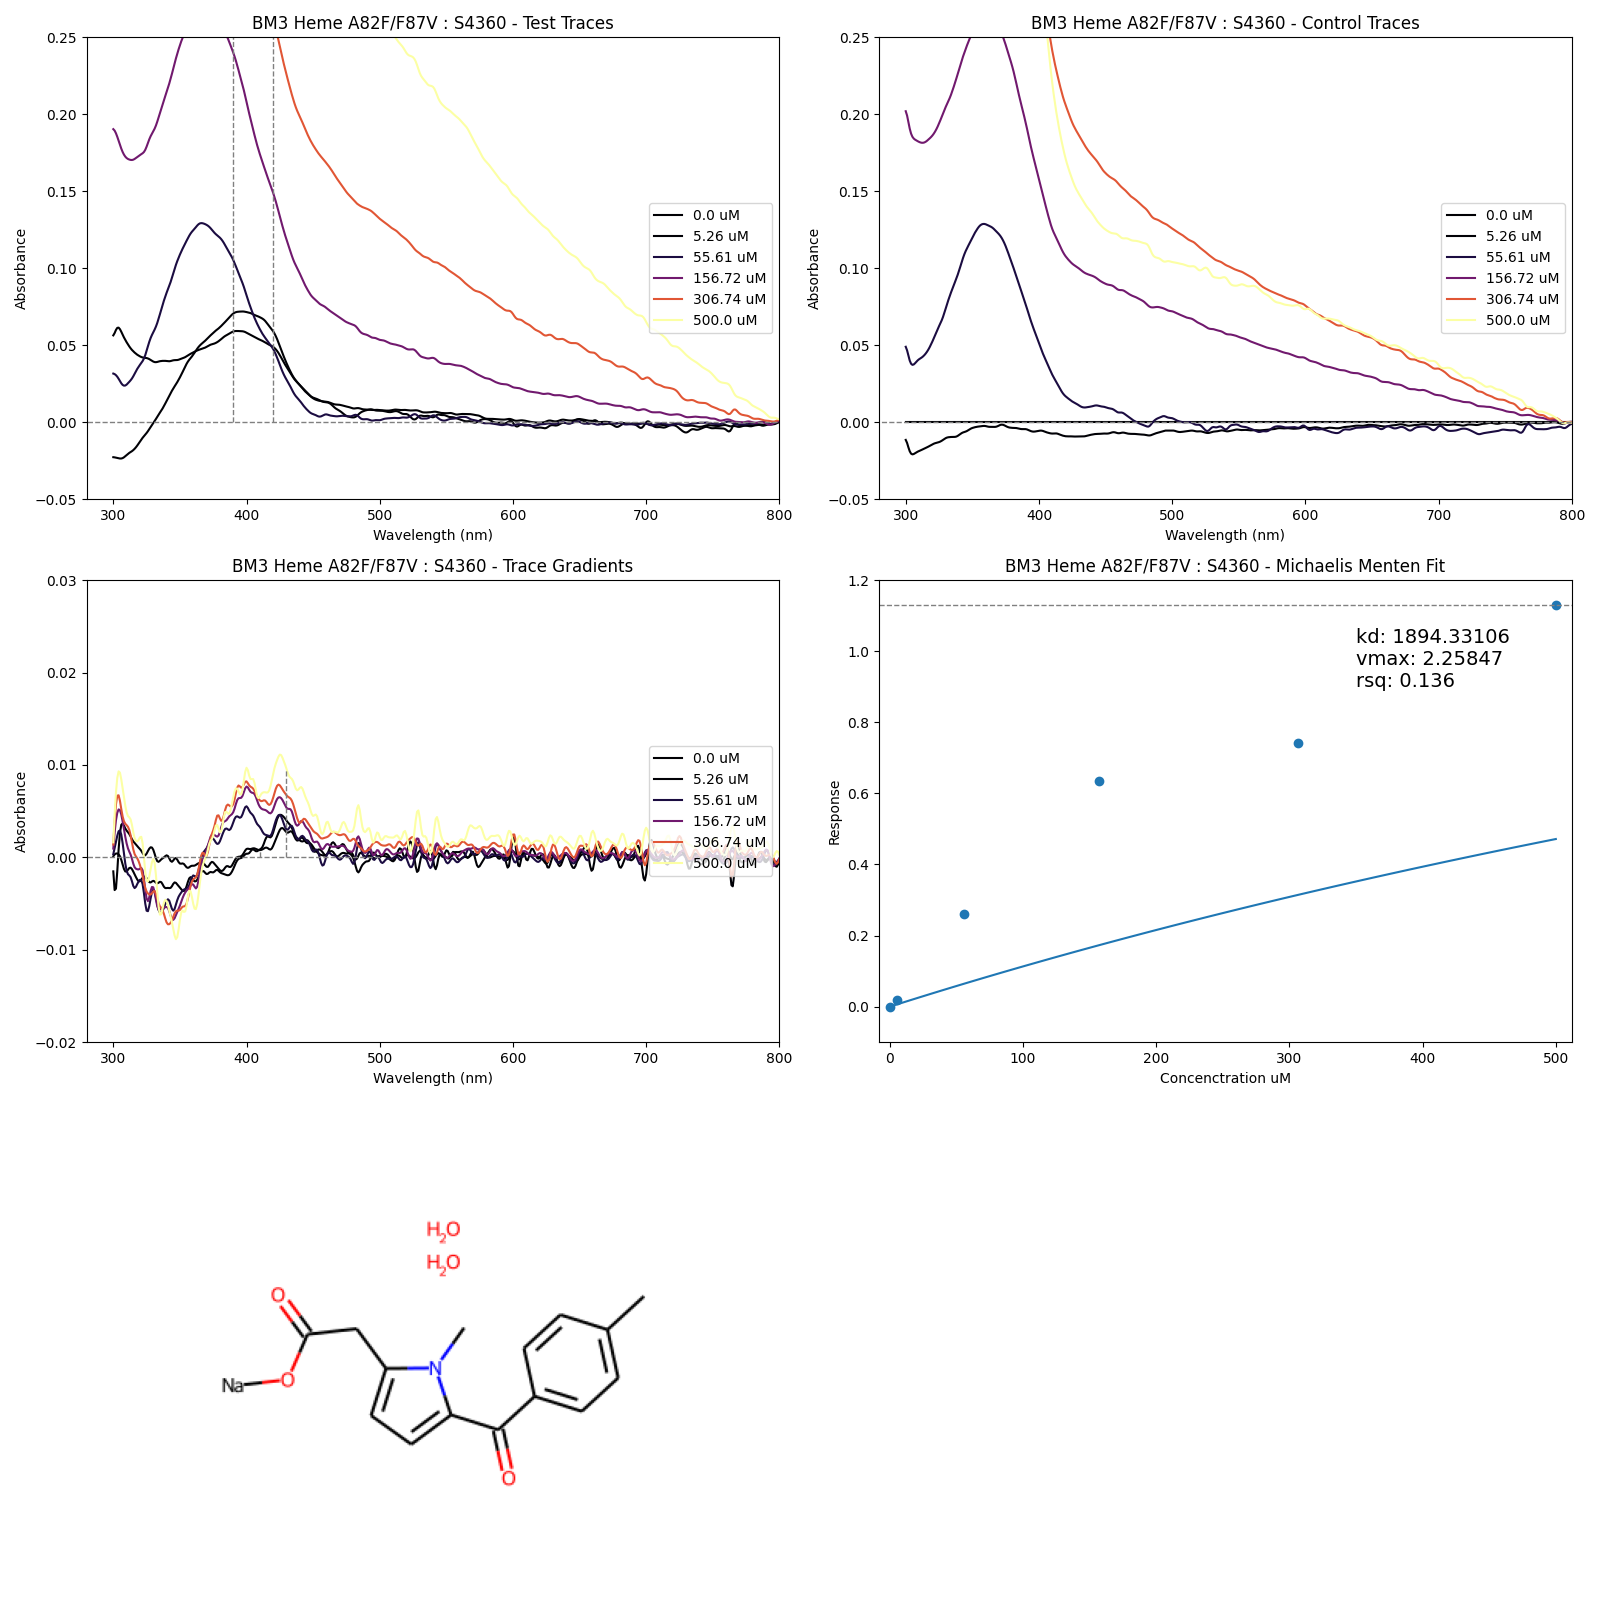 BM3 Heme A82F/F87V : S4360 - Test Traces
0.25
0.20
0.15
0.10
0.05
0.00
−0.05
Absorbance
300 400 500 600 700 800
Wavelength (nm)
0.0 uM
5.26 uM
55.61 uM
156.72 uM
306.74 uM
500.0 uM
BM3 Heme A82F/F87V : S4360 - Control Traces
0.25
0.20
0.15
0.10
0.05
0.00
−0.05
Absorbance
300 400 500 600 700 800
Wavelength (nm)
0.0 uM
5.26 uM
55.61 uM
156.72 uM
306.74 uM
500.0 uM
BM3 Heme A82F/F87V : S4360 - Trace Gradients
0.03
0.02
0.01
0.00
−0.01
−0.02
Absorbance
300 400 500 600 700 800
Wavelength (nm)
0.0 uM
5.26 uM
55.61 uM
156.72 uM
306.74 uM
500.0 uM
BM3 Heme A82F/F87V : S4360 - Michaelis Menten Fit
1.2
1.0
0.8
0.6
0.4
0.2
0.0
Response
kd: 1894.33106
vmax: 2.25847
rsq: 0.136
0 100 200 300 400 500
Concenctration uM
H2O
H2O
O
Na O
N
O